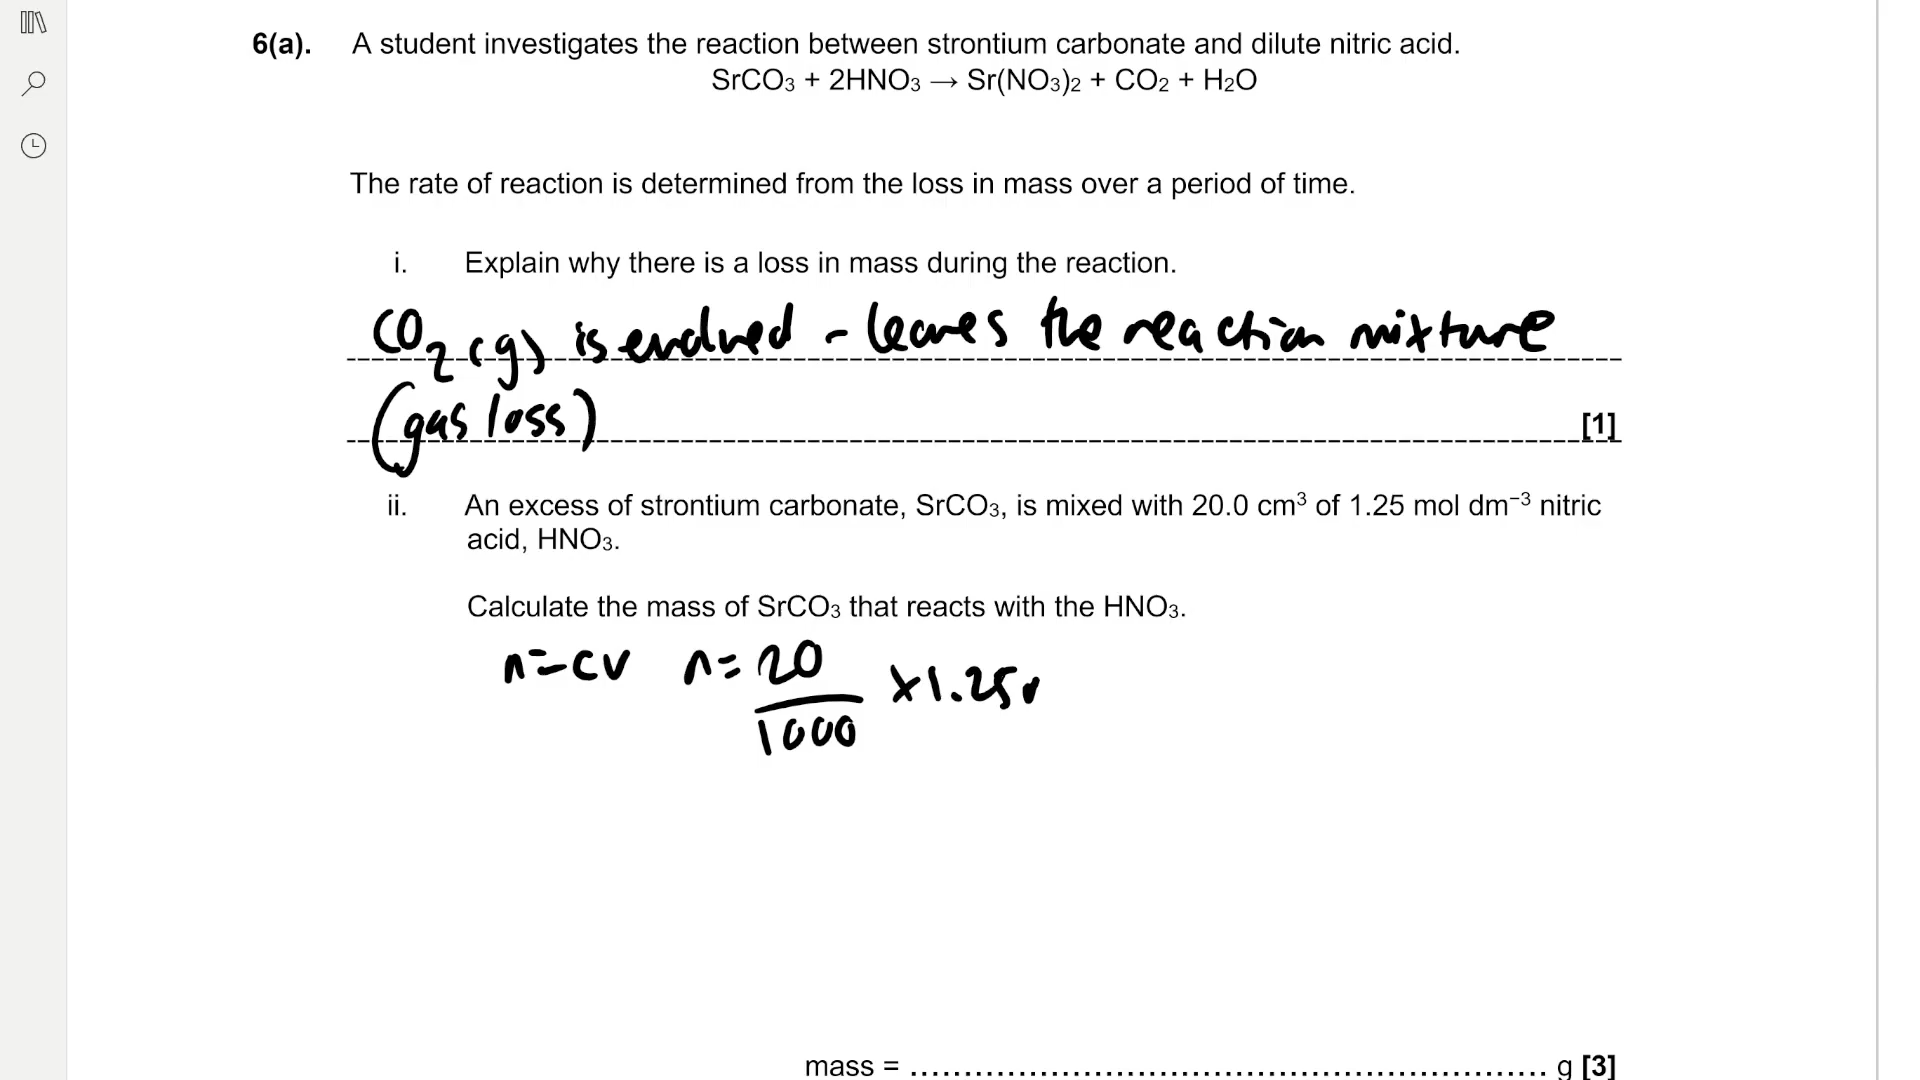 6(a). A student investigates the reaction between strontium carbonate and dilute nitric acid.
SrCO₃ + 2HNO₃ → Sr(NO₃)₂ + CO₂ + H₂O
The rate of reaction is determined from the loss in mass over a period of time.
i. Explain why there is a loss in mass during the reaction.
CO₂(g) is evolved - leaves the reaction mixture
(gas loss) [1]
ii. An excess of strontium carbonate, SrCO₃, is mixed with 20.0 cm³ of 1.25 mol dm⁻³ nitric
acid, HNO₃.
Calculate the mass of SrCO₃ that reacts with the HNO₃.
n=cv n= 20/1000 ×1.25
mass = ........................................................... g [3]